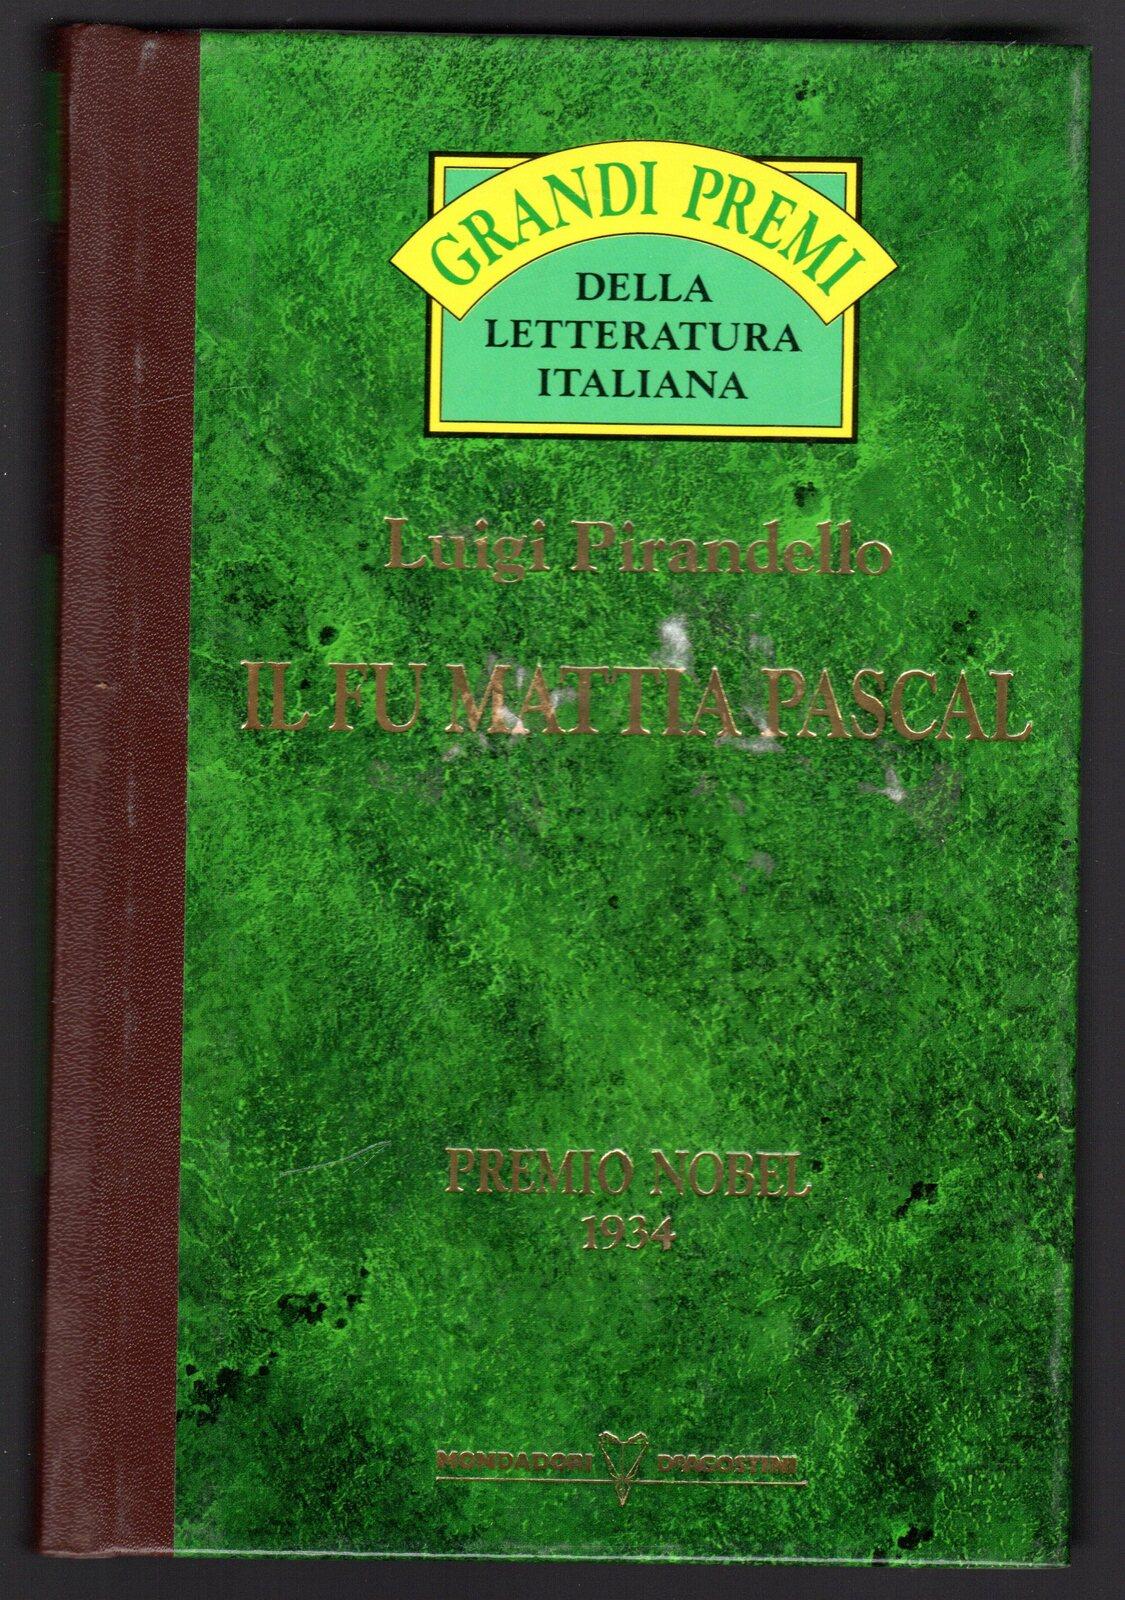 GRANDI PREMI
DELLA
LETTERATURA
ITALIANA
Luigi Pirandello
IL FU MATTIA PASCAL
PREMIO NOBEL
1934
MONDADORI DEAGOSTINI